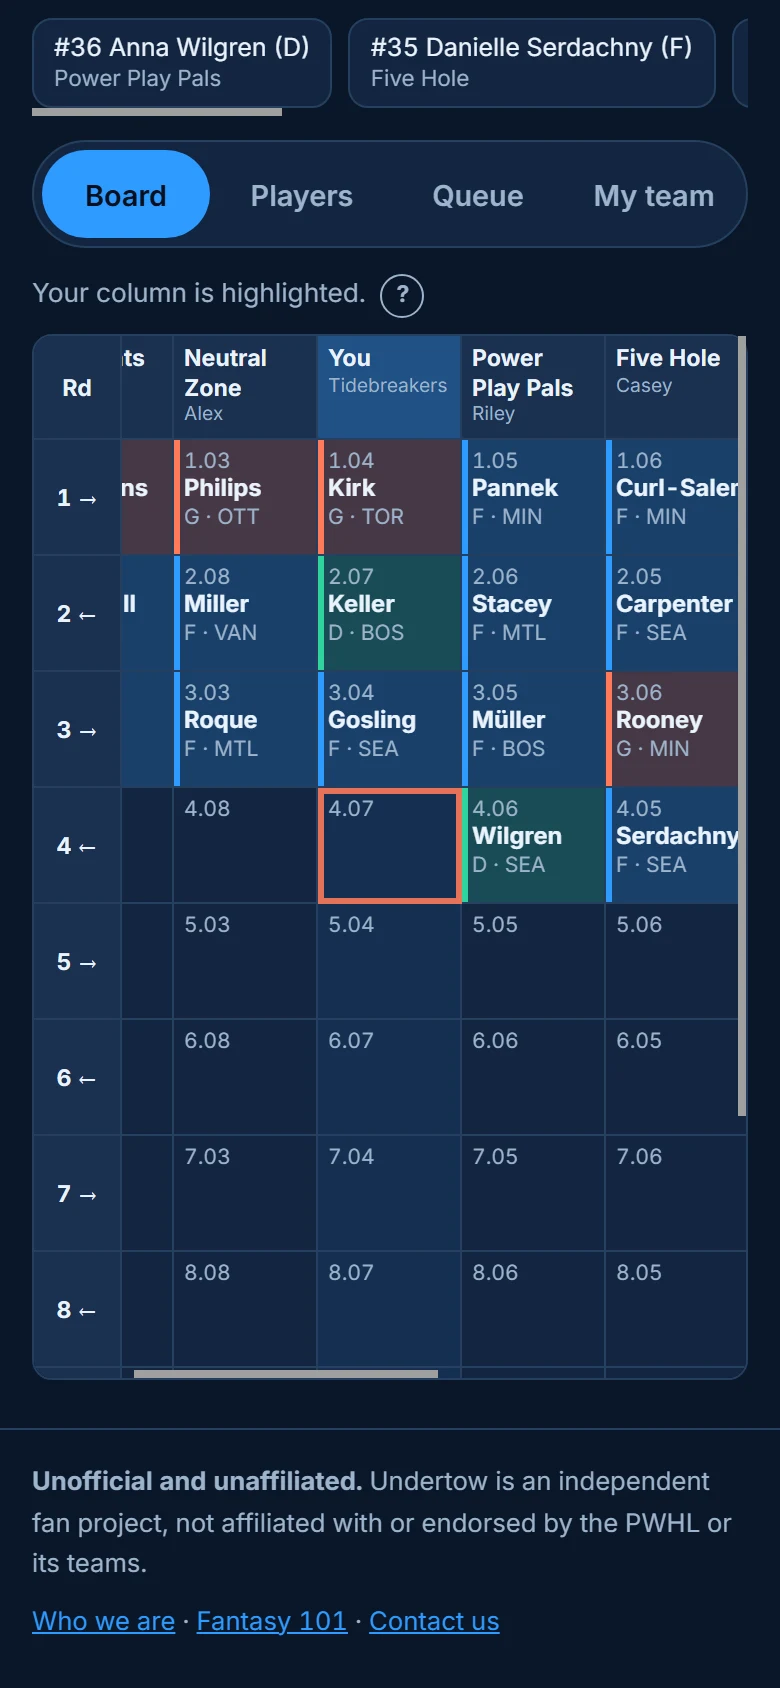 #36 Anna Wilgren (D)
Power Play Pals
#35 Danielle Serdachny (F)
Five Hole
Board
Players
Queue
My team
Your column is highlighted. ?
Rd
ts
Neutral
Zone
Alex
You
Tidebreakers
Power
Play Pals
Riley
Five Hole
Casey
1 →
ns
1.03
Philips
G · OTT
1.04
Kirk
G · TOR
1.05
Pannek
F · MIN
1.06
Curl-Saler
F · MIN
2 ←
ll
2.08
Miller
F · VAN
2.07
Keller
D · BOS
2.06
Stacey
F · MTL
2.05
Carpenter
F · SEA
3 →
3.03
Roque
F · MTL
3.04
Gosling
F · SEA
3.05
Müller
F · BOS
3.06
Rooney
G · MIN
4 ←
4.08
4.07
4.06
Wilgren
D · SEA
4.05
Serdachny
F · SEA
5 →
5.03
5.04
5.05
5.06
6 ←
6.08
6.07
6.06
6.05
7 →
7.03
7.04
7.05
7.06
8 ←
8.08
8.07
8.06
8.05
Unofficial and unaffiliated. Undertow is an independent
fan project, not affiliated with or endorsed by the PWHL or
its teams.
Who we are · Fantasy 101 · Contact us